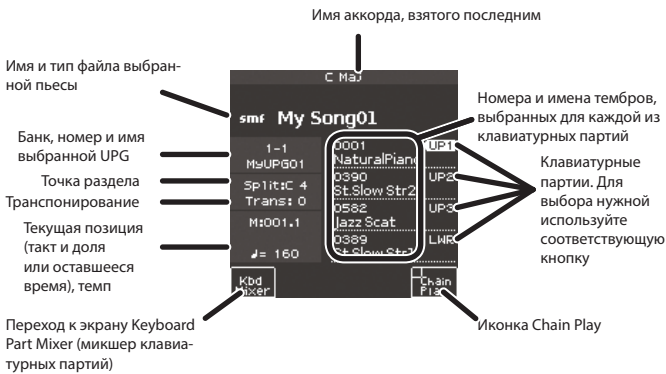 Имя аккорда, взятого последним
Имя и тип файла выбран-
ной пьесы
C Maj
smf My Song01
Номера и имена тембров,
выбранных для каждой из
клавиатурных партий
Банк, номер и имя
выбранной UPG
1-1
MyUPG01
0001
NaturalPiano
UP1
Клавиатурные
партии. Для
выбора нужной
используйте
соответствующую
кнопку
Точка раздела
Транспонирование
Split:C 4
Trans: 0
0390
St.Slow Str2
UP2
Текущая позиция
(такт и доля
или оставшееся
время), темп
M:001.1
♩= 160
0582
Jazz Scat
UP3
0389
St.Slow Str1
LWR
Kbd
Mixer
Chain
Play
Переход к экрану Keyboard
Part Mixer (микшер клавиа-
турных партий)
Иконка Chain Play